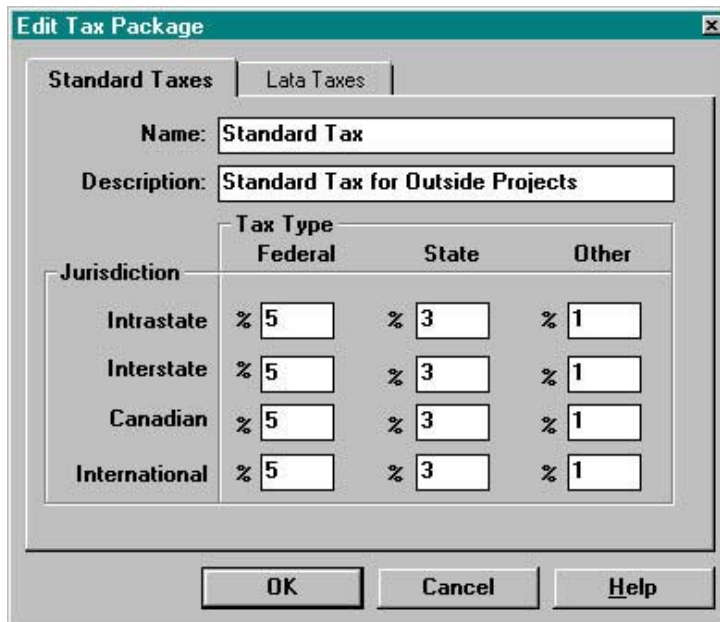 Edit Tax Package
Standard Taxes Lata Taxes
Name: Standard Tax
Description: Standard Tax for Outside Projects
Tax Type
Federal State Other
Jurisdiction
Intrastate % 5 % 3 % 1
Interstate % 5 % 3 % 1
Canadian % 5 % 3 % 1
International % 5 % 3 % 1
OK Cancel Help